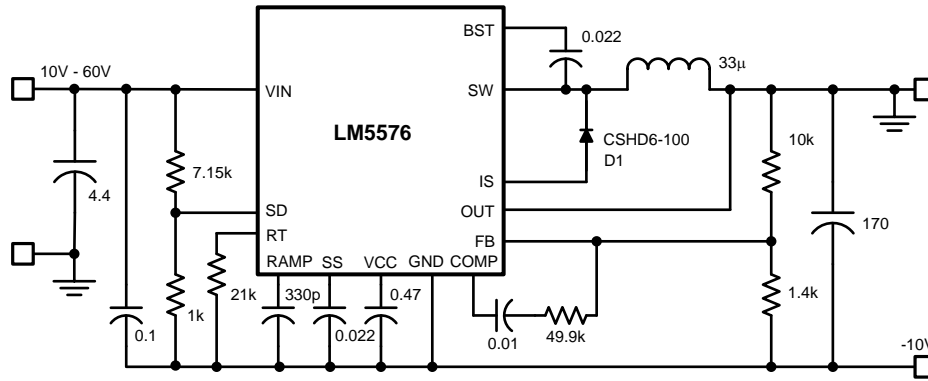 BST
0.022
10V - 60V
33μ
VIN
SW
LM5576
CSHD6-100
D1
10k
7.15k
4.4
IS
SD
OUT
170
RT
FB
RAMP
SS
VCC
GND
COMP
21k
330p
0.47
1.4k
1k
0.1
0.022
0.01
49.9k
-10V